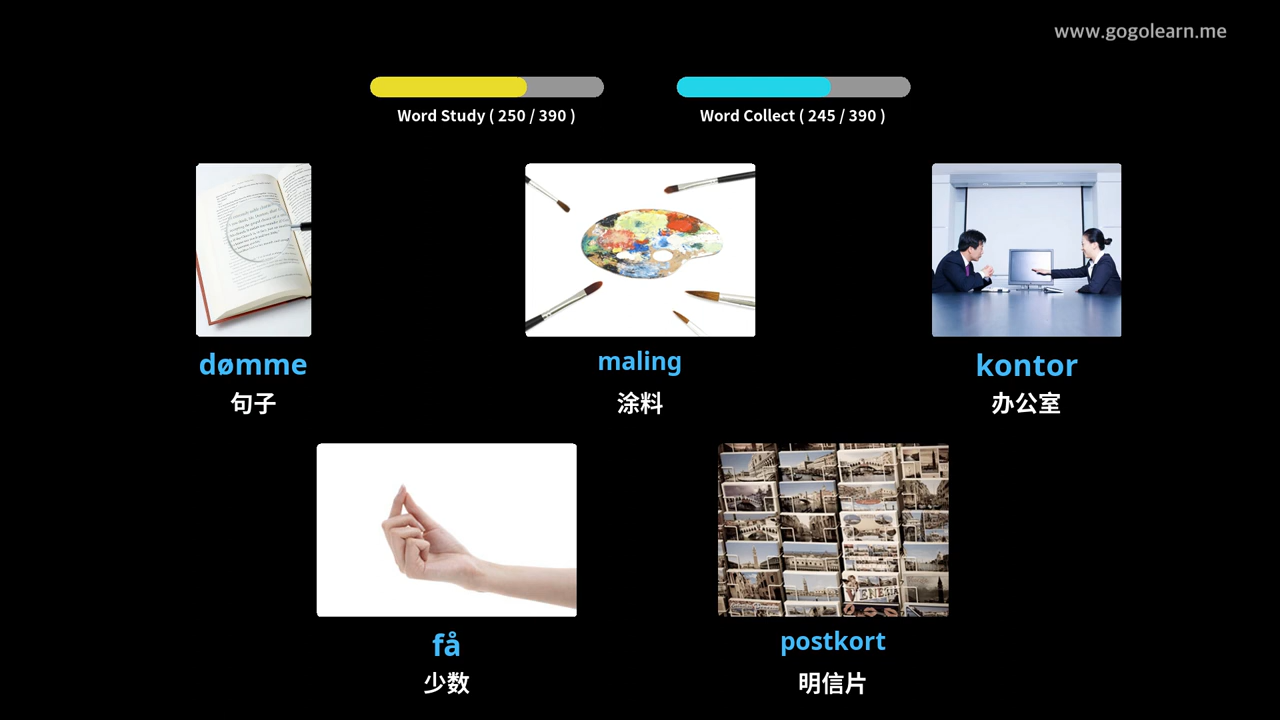 www.gogolearn.me
Word Study ( 250 / 390 )
Word Collect ( 245 / 390 )
dømme
句子
maling
涂料
kontor
办公室
få
少数
postkort
明信片